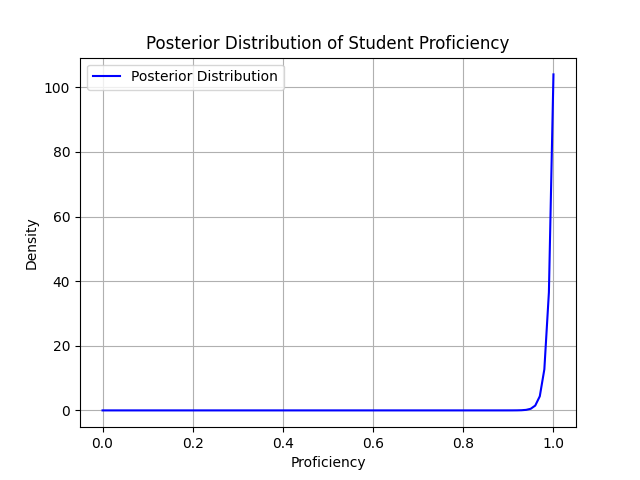 Posterior Distribution of Student Proficiency
Posterior Distribution
100
80
60
40
20
0
Density
0.0 0.2 0.4 0.6 0.8 1.0
Proficiency